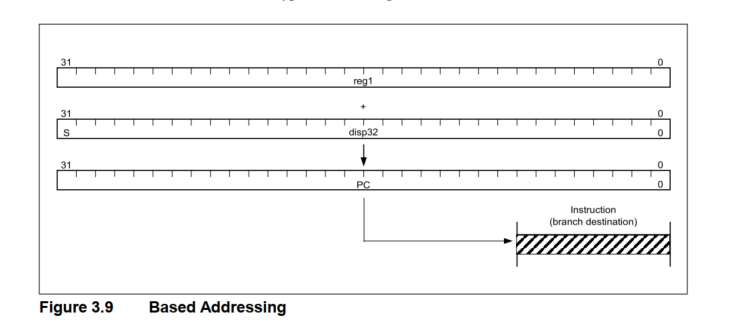 31 0
reg1
+
31 0
S disp32 0
31 0
PC 0
Instruction
(branch destination)
Figure 3.9 Based Addressing